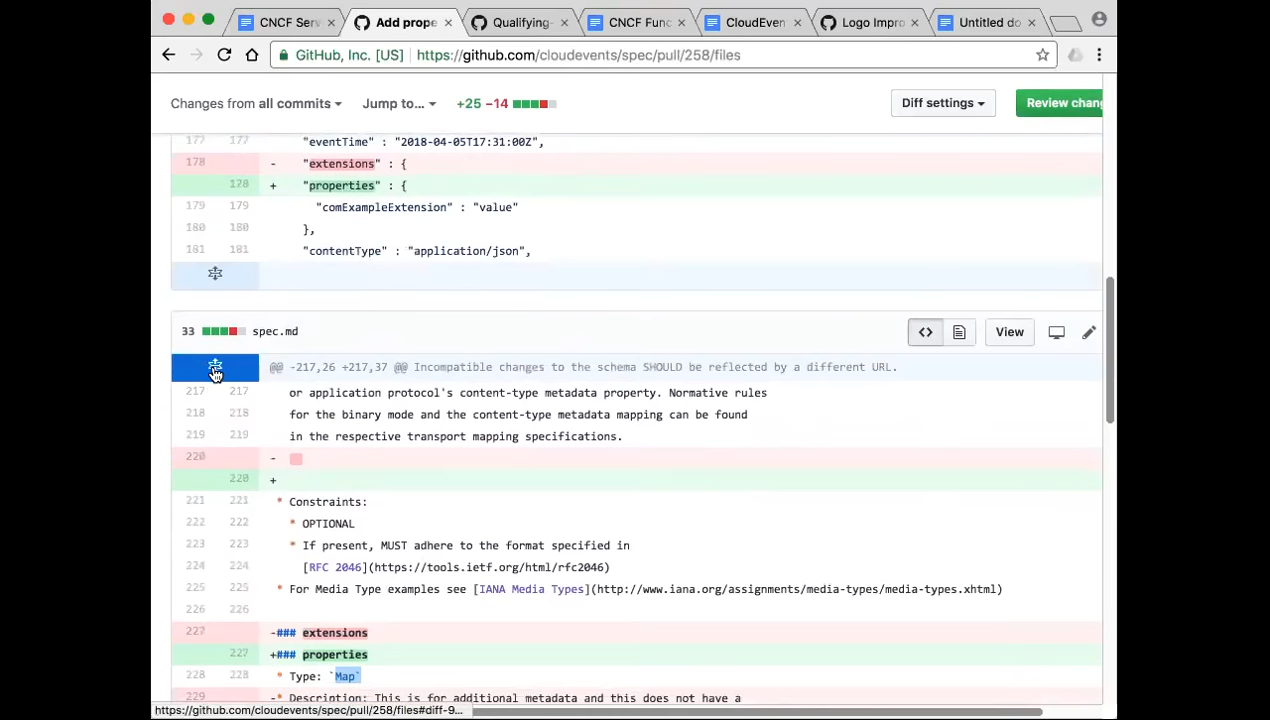 CNCF Ser
Add prope
Qualifying-
CNCF Fun
CloudEven
Logo Impro
Untitled do
GitHub, Inc. [US]
https://github.com/cloudevents/spec/pull/258/files
Changes from all commits
Jump to...
+25 −14
Diff settings
Review chang
177 177 "eventTime" : "2018-04-05T17:31:00Z",
178 - "extensions" : {
178 + "properties" : {
179 179 "comExampleExtension" : "value"
180 180 },
181 181 "contentType" : "application/json",
33 spec.md
View
@@ -217,26 +217,37 @@ Incompatible changes to the schema SHOULD be reflected by a different URL.
217 217 or application protocol's content-type metadata property. Normative rules
218 218 for the binary mode and the content-type metadata mapping can be found
219 219 in the respective transport mapping specifications.
220 -
220 +
221 221 * Constraints:
222 222 * OPTIONAL
223 223 * If present, MUST adhere to the format specified in
224 224 [RFC 2046](https://tools.ietf.org/html/rfc2046)
225 225 * For Media Type examples see [IANA Media Types](http://www.iana.org/assignments/media-types/media-types.xhtml)
226 226
227 -### extensions
227 +### properties
228 228 * Type: `Map`
229 -* Description: This is for additional metadata and this does not have a
https://github.com/cloudevents/spec/pull/258/files#diff-9...